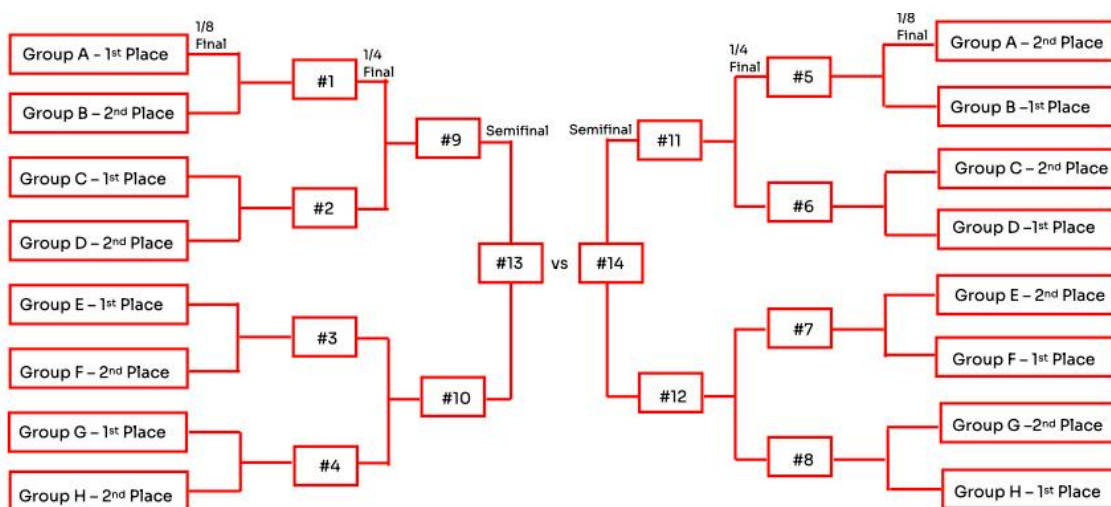 1/8
Final
Group A – 1st Place
#1
1/4
Final
Group B – 2nd Place
#9
Semifinal
Group C – 1st Place
#2
Group D – 2nd Place
#13
vs
#14
Group E – 1st Place
#3
Group F – 2nd Place
#10
Group G – 1st Place
#4
Group H – 2nd Place
1/8
Final
Group A – 2nd Place
1/4
Final
#5
Group B –1st Place
Semifinal
#11
Group C – 2nd Place
#6
Group D –1st Place
Group E – 2nd Place
#7
Group F – 1st Place
#12
Group G –2nd Place
#8
Group H – 1st Place